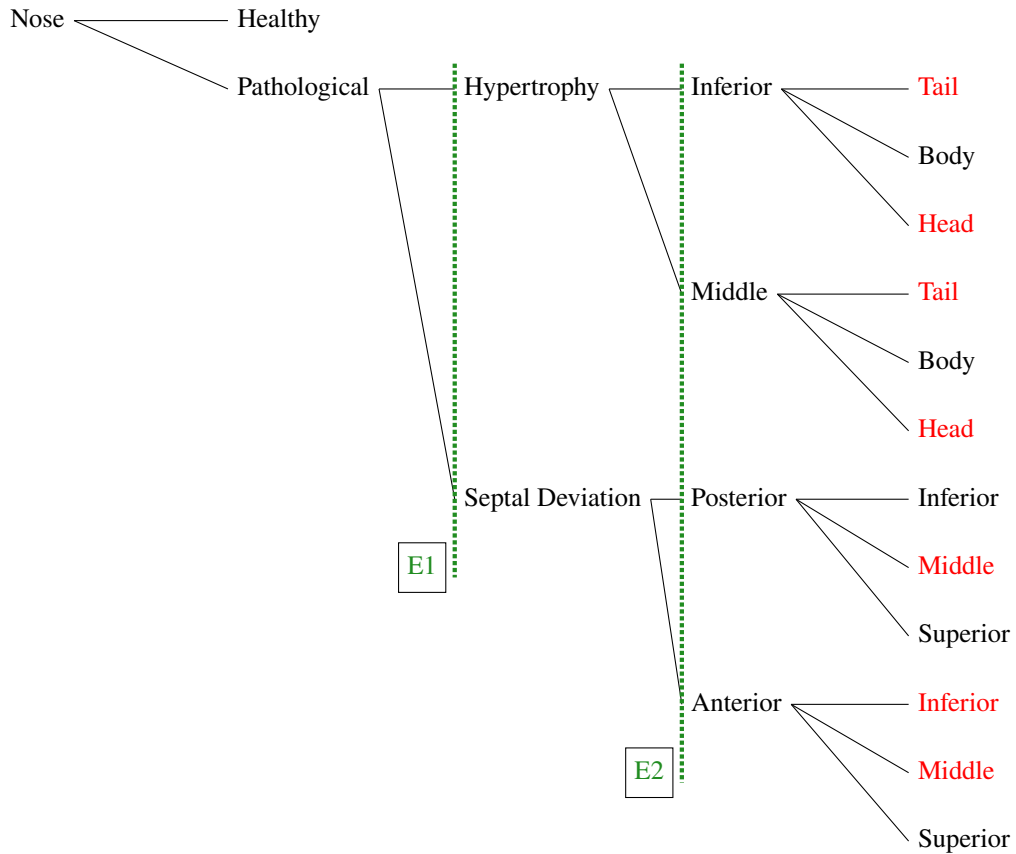 Nose Healthy
Pathological Hypertrophy Inferior Tail
Body
Head
Middle Tail
Body
Head
Septal Deviation Posterior Inferior
E1 Middle
Superior
Anterior Inferior
E2 Middle
Superior